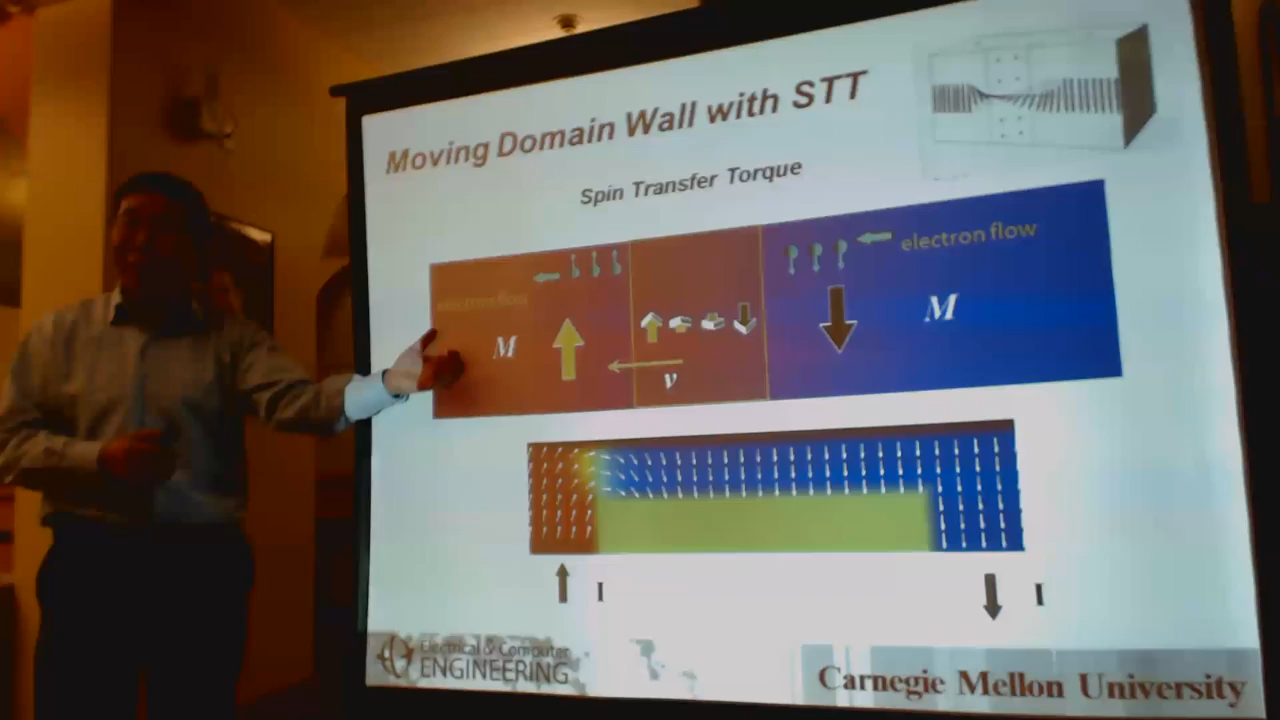 Moving Domain Wall with STT
Spin Transfer Torque
electron flow
electron flow
M
M
v
I
I
Electrical & Computer
ENGINEERING
Carnegie Mellon University